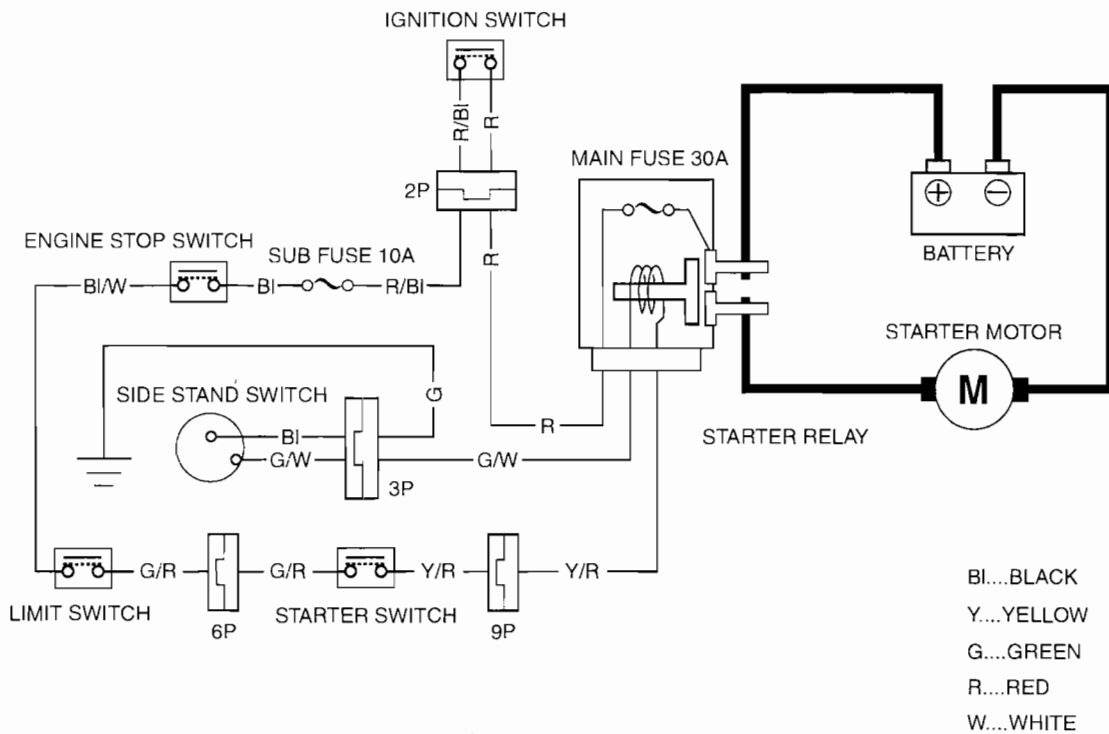 IGNITION SWITCH
R/Bl
R
MAIN FUSE 30A
2P
ENGINE STOP SWITCH
SUB FUSE 10A
R
BATTERY
Bl/W
Bl
R/Bl
STARTER MOTOR
M
SIDE STAND SWITCH
G
Bl
R
STARTER RELAY
G/W
G/W
3P
G/R
G/R
Y/R
Y/R
LIMIT SWITCH
6P
STARTER SWITCH
9P
Bl....BLACK
Y....YELLOW
G....GREEN
R....RED
W....WHITE